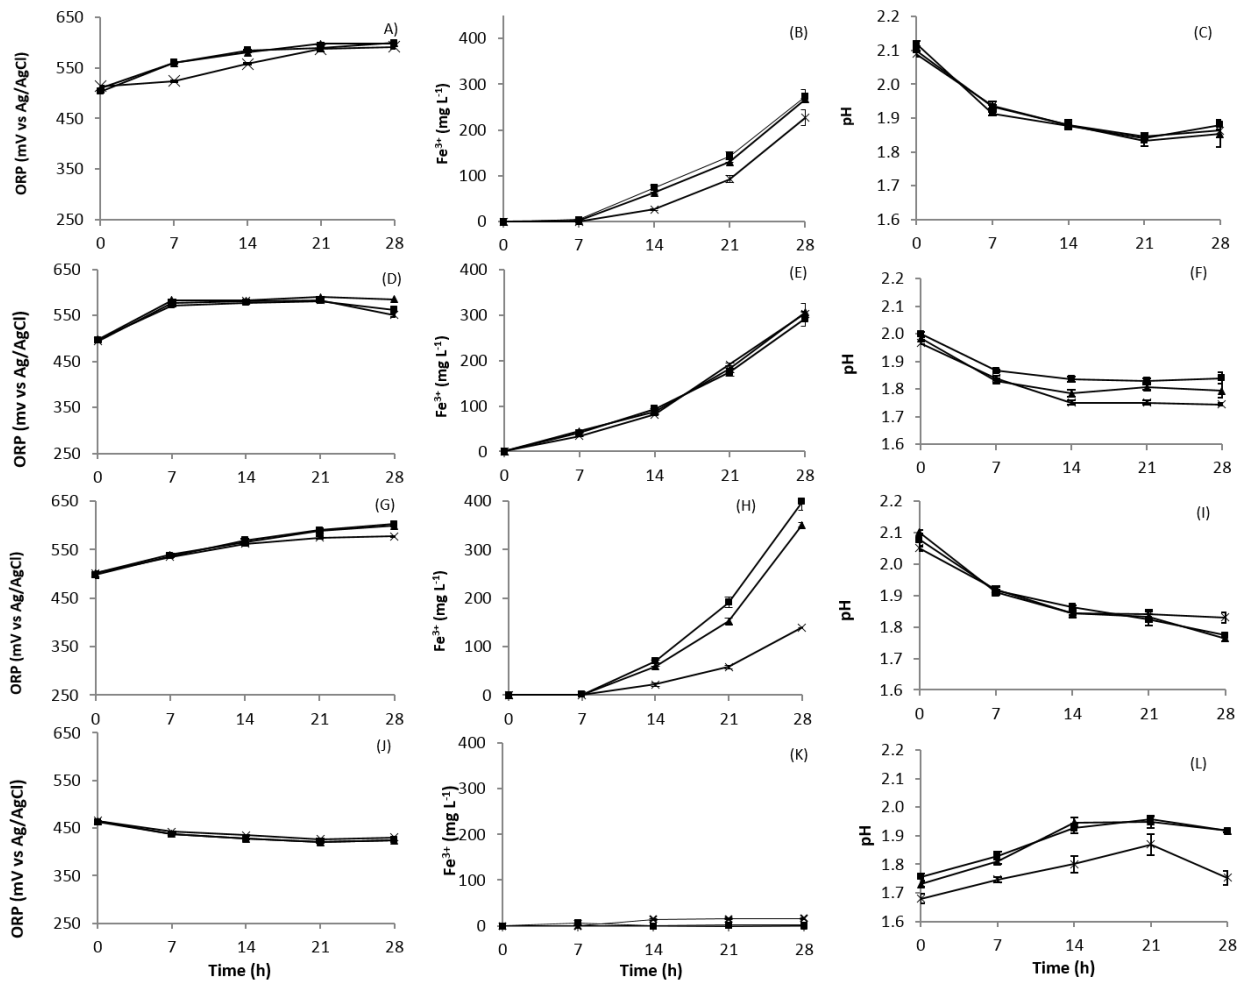 650
550
450
350
250
ORP (mV vs Ag/AgCl)
A)
0 7 14 21 28
400
300
200
100
0
Fe³⁺ (mg L⁻¹)
(B)
0 7 14 21 28
2.2
2.1
2.0
1.9
1.8
1.7
1.6
pH
(C)
0 7 14 21 28
650
550
450
350
250
ORP (mv vs Ag/AgCl)
(D)
0 7 14 21 28
400
300
200
100
0
Fe³⁺ (mg L⁻¹)
(E)
0 7 14 21 28
2.2
2.1
2.0
1.9
1.8
1.7
1.6
pH
(F)
0 7 14 21 28
650
550
450
350
250
ORP (mV vs Ag/AgCl)
(G)
0 7 14 21 28
400
300
200
100
0
Fe³⁺ (mg L⁻¹)
(H)
0 7 14 21 28
2.2
2.1
2.0
1.9
1.8
1.7
1.6
pH
(I)
0 7 14 21 28
650
550
450
350
250
ORP (mV vs Ag/AgCl)
(J)
0 7 14 21 28
Time (h)
400
300
200
100
0
Fe³⁺ (mg L⁻¹)
(K)
0 7 14 21 28
Time (h)
2.2
2.1
2.0
1.9
1.8
1.7
1.6
pH
(L)
0 7 14 21 28
Time (h)